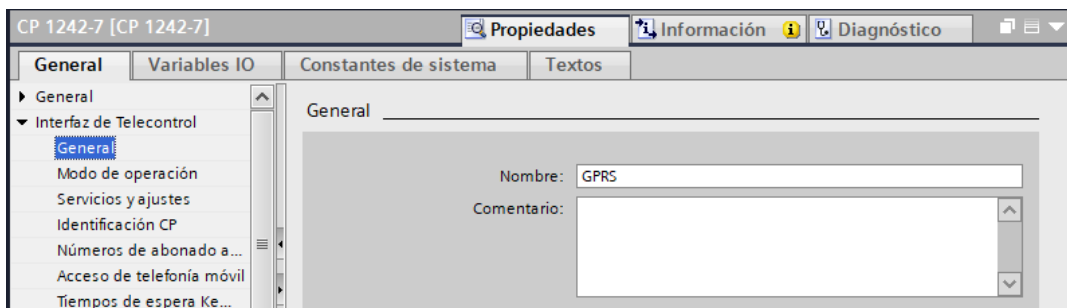 CP 1242-7 [CP 1242-7]
Propiedades
Información
Diagnóstico
General
Variables IO
Constantes de sistema
Textos
General
Interfaz de Telecontrol
General
Modo de operación
Servicios y ajustes
Identificación CP
Números de abonado a...
Acceso de telefonía móvil
Tiempos de espera Ke...
General
Nombre: GPRS
Comentario: